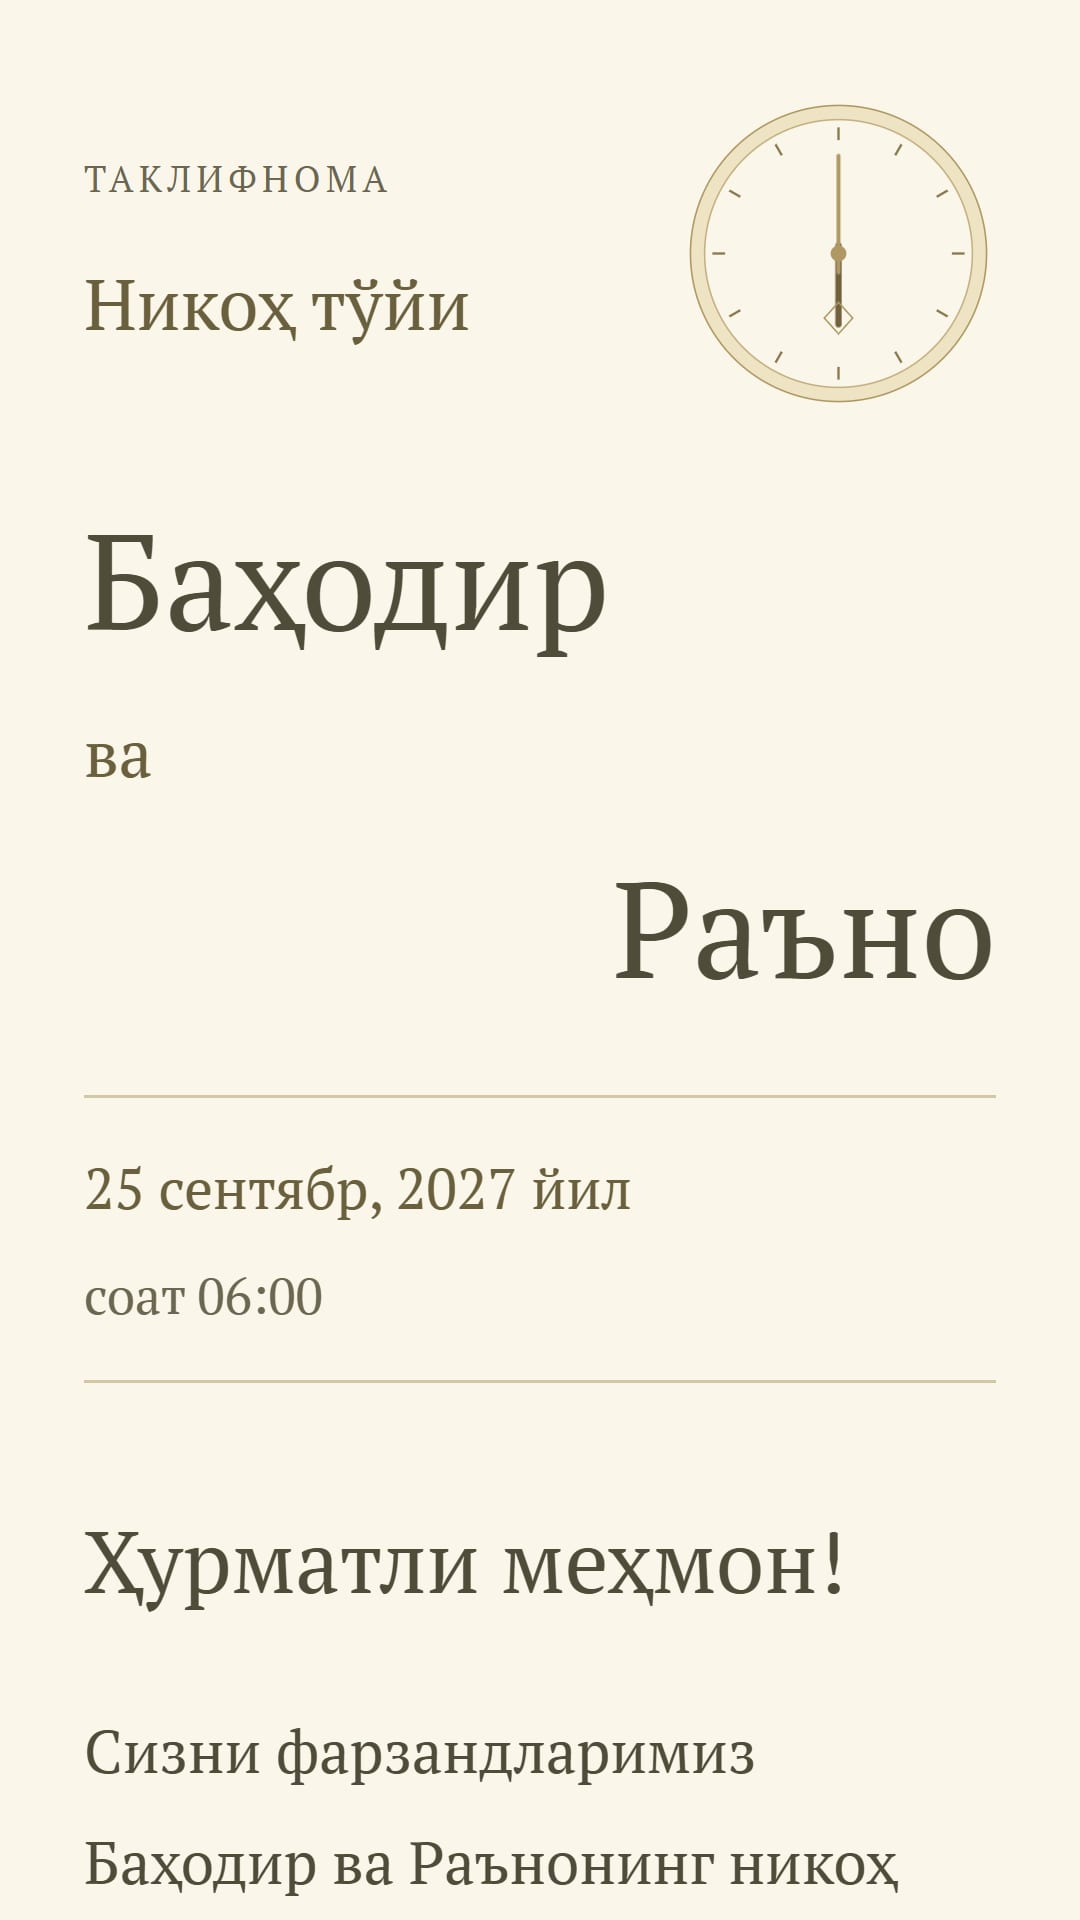 ТАКЛИФНОМА
Никоҳ тўйи
Баҳодир
ва
Раъно
25 сентябр, 2027 йил
соат 06:00
Ҳурматли меҳмон!
Сизни фарзандларимиз
Баҳодир ва Раънонинг никоҳ